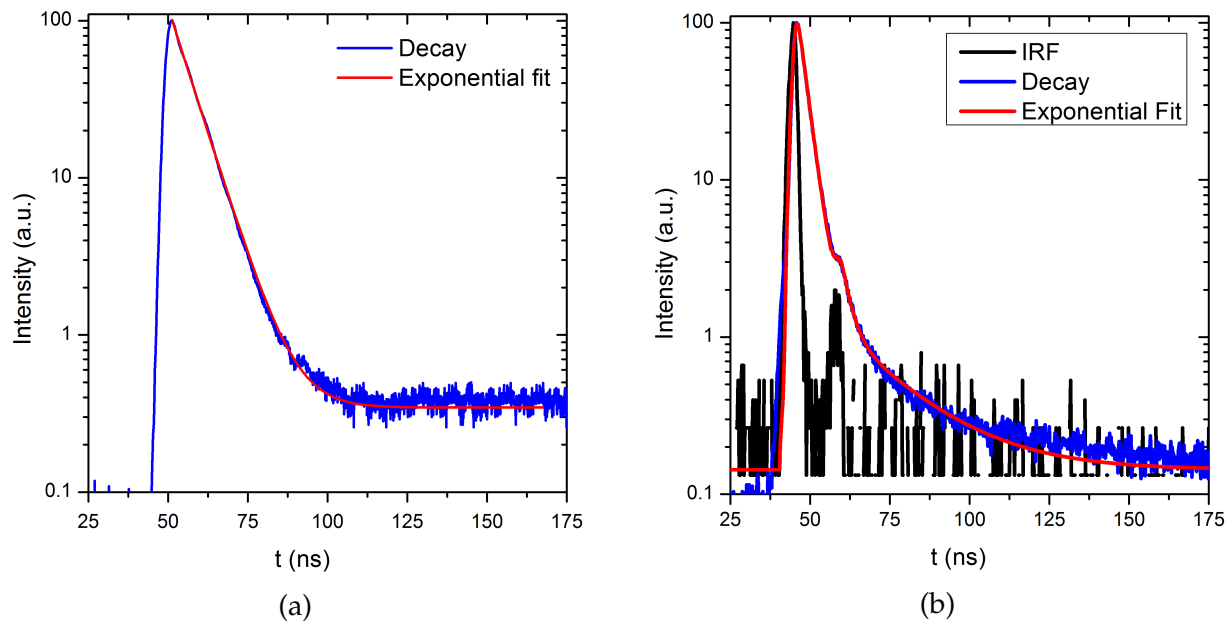 100
10
1
0.1
Intensity (a.u.)
Decay
Exponential fit
25 50 75 100 125 150 175
t (ns)
(a)
100
10
1
0.1
Intensity (a.u.)
IRF
Decay
Exponential Fit
25 50 75 100 125 150 175
t (ns)
(b)